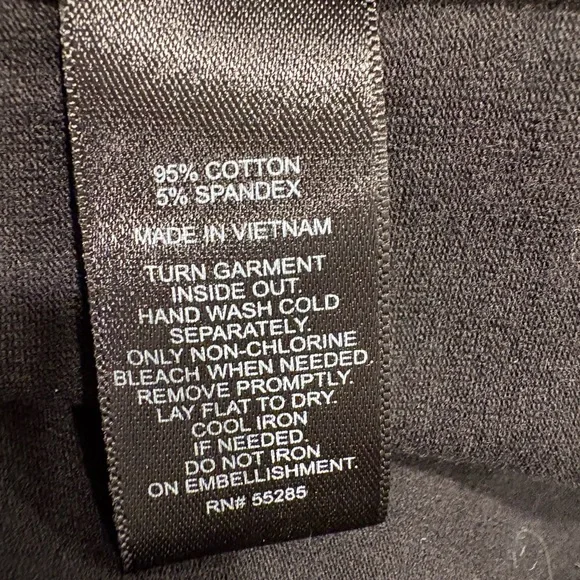 95% COTTON
5% SPANDEX
MADE IN VIETNAM
TURN GARMENT
INSIDE OUT.
HAND WASH COLD
SEPARATELY.
ONLY NON-CHLORINE
BLEACH WHEN NEEDED.
REMOVE PROMPTLY.
LAY FLAT TO DRY.
COOL IRON
IF NEEDED.
DO NOT IRON
ON EMBELLISHMENT.
RN# 55285